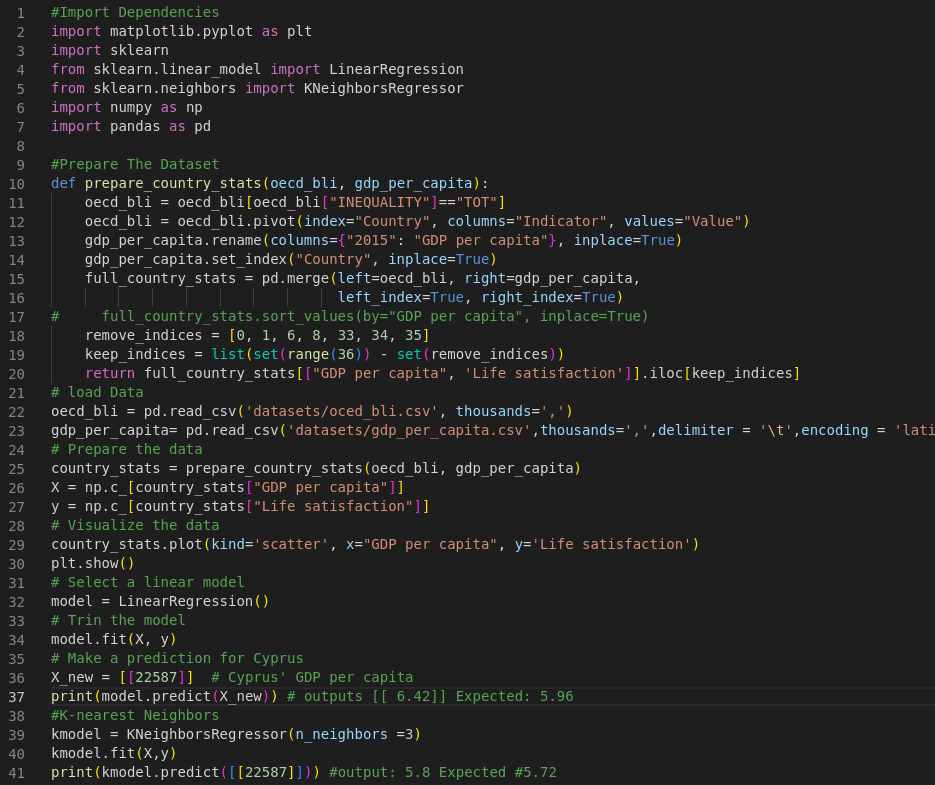 1 #Import Dependencies
2 import matplotlib.pyplot as plt
3 import sklearn
4 from sklearn.linear_model import LinearRegression
5 from sklearn.neighbors import KNeighborsRegressor
6 import numpy as np
7 import pandas as pd
8
9 #Prepare The Dataset
10 def prepare_country_stats(oecd_bli, gdp_per_capita):
11     oecd_bli = oecd_bli[oecd_bli["INEQUALITY"]=="TOT"]
12     oecd_bli = oecd_bli.pivot(index="Country", columns="Indicator", values="Value")
13     gdp_per_capita.rename(columns={"2015": "GDP per capita"}, inplace=True)
14     gdp_per_capita.set_index("Country", inplace=True)
15     full_country_stats = pd.merge(left=oecd_bli, right=gdp_per_capita,
16                                   left_index=True, right_index=True)
17 #     full_country_stats.sort_values(by="GDP per capita", inplace=True)
18     remove_indices = [0, 1, 6, 8, 33, 34, 35]
19     keep_indices = list(set(range(36)) - set(remove_indices))
20     return full_country_stats[["GDP per capita", 'Life satisfaction']].iloc[keep_indices]
21 # load Data
22 oecd_bli = pd.read_csv('datasets/oced_bli.csv', thousands=',')
23 gdp_per_capita= pd.read_csv('datasets/gdp_per_capita.csv',thousands=',',delimiter = '\t',encoding = 'lati
24 # Prepare the data
25 country_stats = prepare_country_stats(oecd_bli, gdp_per_capita)
26 X = np.c_[country_stats["GDP per capita"]]
27 y = np.c_[country_stats["Life satisfaction"]]
28 # Visualize the data
29 country_stats.plot(kind='scatter', x="GDP per capita", y='Life satisfaction')
30 plt.show()
31 # Select a linear model
32 model = LinearRegression()
33 # Trin the model
34 model.fit(X, y)
35 # Make a prediction for Cyprus
36 X_new = [[22587]]  # Cyprus' GDP per capita
37 print(model.predict(X_new)) # outputs [[ 6.42]] Expected: 5.96
38 #K-nearest Neighbors
39 kmodel = KNeighborsRegressor(n_neighbors =3)
40 kmodel.fit(X,y)
41 print(kmodel.predict([[22587]])) #output: 5.8 Expected #5.72